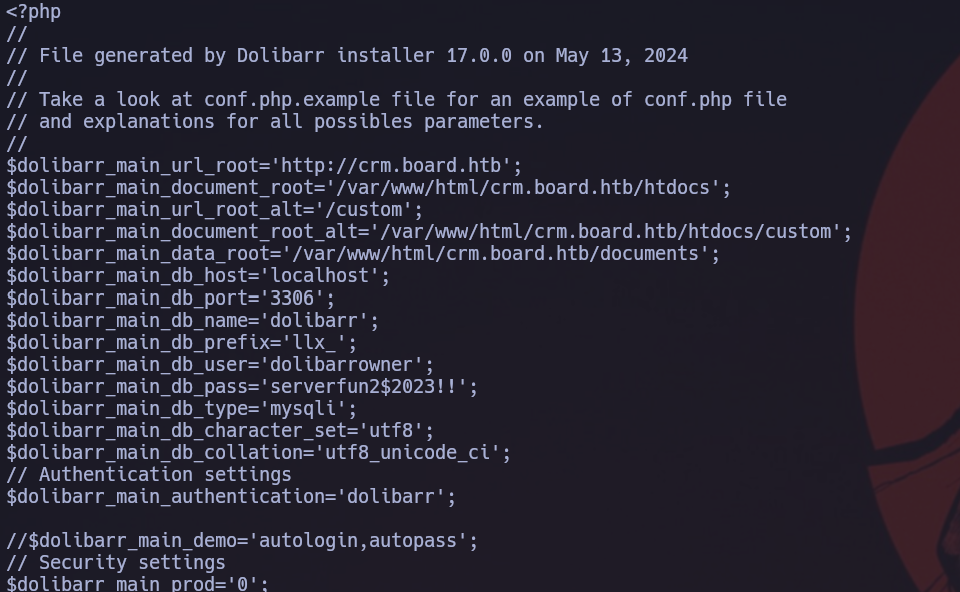 <?php
//
// File generated by Dolibarr installer 17.0.0 on May 13, 2024
//
// Take a look at conf.php.example file for an example of conf.php file
// and explanations for all possibles parameters.
//
$dolibarr_main_url_root='http://crm.board.htb';
$dolibarr_main_document_root='/var/www/html/crm.board.htb/htdocs';
$dolibarr_main_url_root_alt='/custom';
$dolibarr_main_document_root_alt='/var/www/html/crm.board.htb/htdocs/custom';
$dolibarr_main_data_root='/var/www/html/crm.board.htb/documents';
$dolibarr_main_db_host='localhost';
$dolibarr_main_db_port='3306';
$dolibarr_main_db_name='dolibarr';
$dolibarr_main_db_prefix='llx_';
$dolibarr_main_db_user='dolibarrowner';
$dolibarr_main_db_pass='serverfun2$2023!!';
$dolibarr_main_db_type='mysqli';
$dolibarr_main_db_character_set='utf8';
$dolibarr_main_db_collation='utf8_unicode_ci';
// Authentication settings
$dolibarr_main_authentication='dolibarr';

//$dolibarr_main_demo='autologin,autopass';
// Security settings
$dolibarr_main_prod='0';